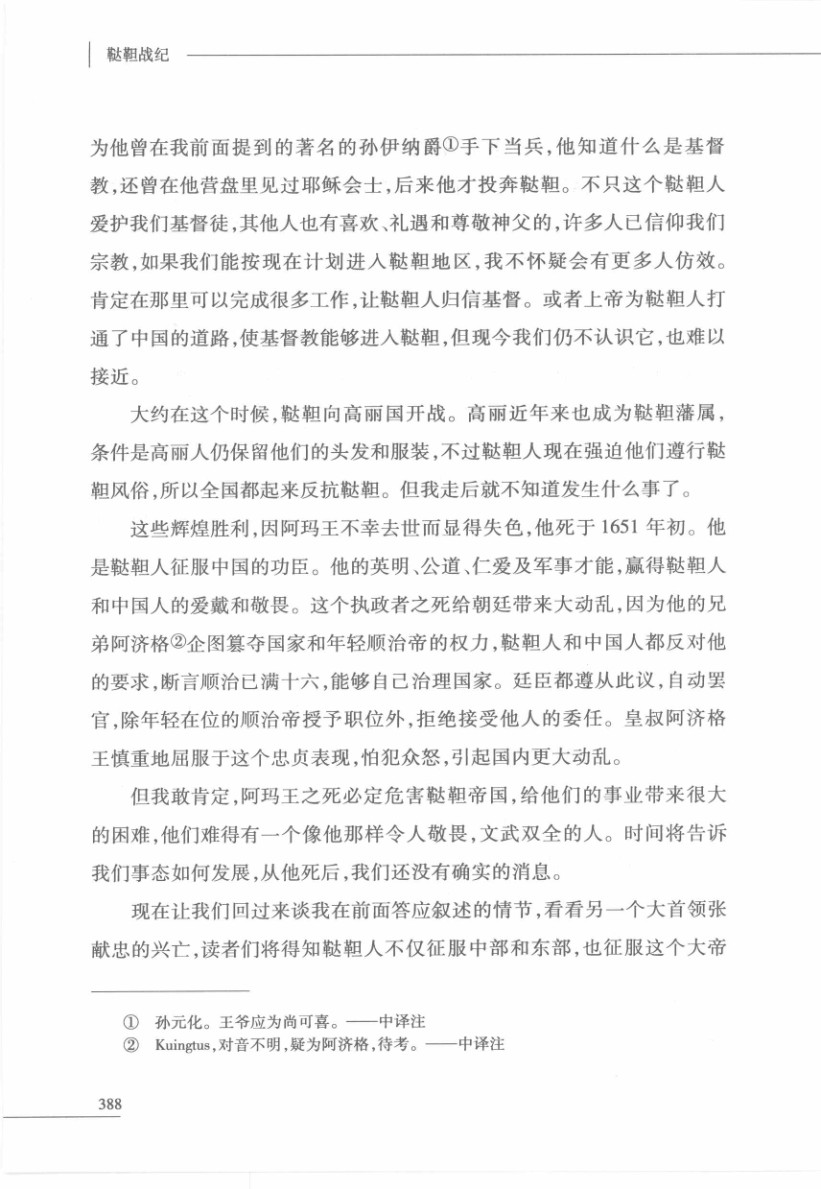 鞑靼战纪
为他曾在我前面提到的著名的孙伊纳爵①手下当兵,他知道什么是基督
教,还曾在他营盘里见过耶稣会士,后来他才投奔鞑靼。不只这个鞑靼人
爱护我们基督徒,其他人也有喜欢、礼遇和尊敬神父的,许多人已信仰我们
宗教,如果我们能按现在计划进入鞑靼地区,我不怀疑会有更多人仿效。
肯定在那里可以完成很多工作,让鞑靼人归信基督。或者上帝为鞑靼人打
通了中国的道路,使基督教能够进入鞑靼,但现今我们仍不认识它,也难以
接近。
大约在这个时候,鞑靼向高丽国开战。高丽近年来也成为鞑靼藩属,
条件是高丽人仍保留他们的头发和服装,不过鞑靼人现在强迫他们遵行鞑
靼风俗,所以全国都起来反抗鞑靼。但我走后就不知道发生什么事了。
这些辉煌胜利,因阿玛王不幸去世而显得失色,他死于 1651 年初。他
是鞑靼人征服中国的功臣。他的英明、公道、仁爱及军事才能,赢得鞑靼人
和中国人的爱戴和敬畏。这个执政者之死给朝廷带来大动乱,因为他的兄
弟阿济格②企图篡夺国家和年轻顺治帝的权力,鞑靼人和中国人都反对他
的要求,断言顺治已满十六,能够自己治理国家。廷臣都遵从此议,自动罢
官,除年轻在位的顺治帝授予职位外,拒绝接受他人的委任。皇叔阿济格
王慎重地屈服于这个忠贞表现,怕犯众怒,引起国内更大动乱。
但我敢肯定,阿玛王之死必定危害鞑靼帝国,给他们的事业带来很大
的困难,他们难得有一个像他那样令人敬畏,文武双全的人。时间将告诉
我们事态如何发展,从他死后,我们还没有确实的消息。
现在让我们回过来谈我在前面答应叙述的情节,看看另一个大首领张
献忠的兴亡,读者们将得知鞑靼人不仅征服中部和东部,也征服这个大帝
① 孙元化。王爷应为尚可喜。——中译注
② Kuingtus,对音不明,疑为阿济格,待考。——中译注
388